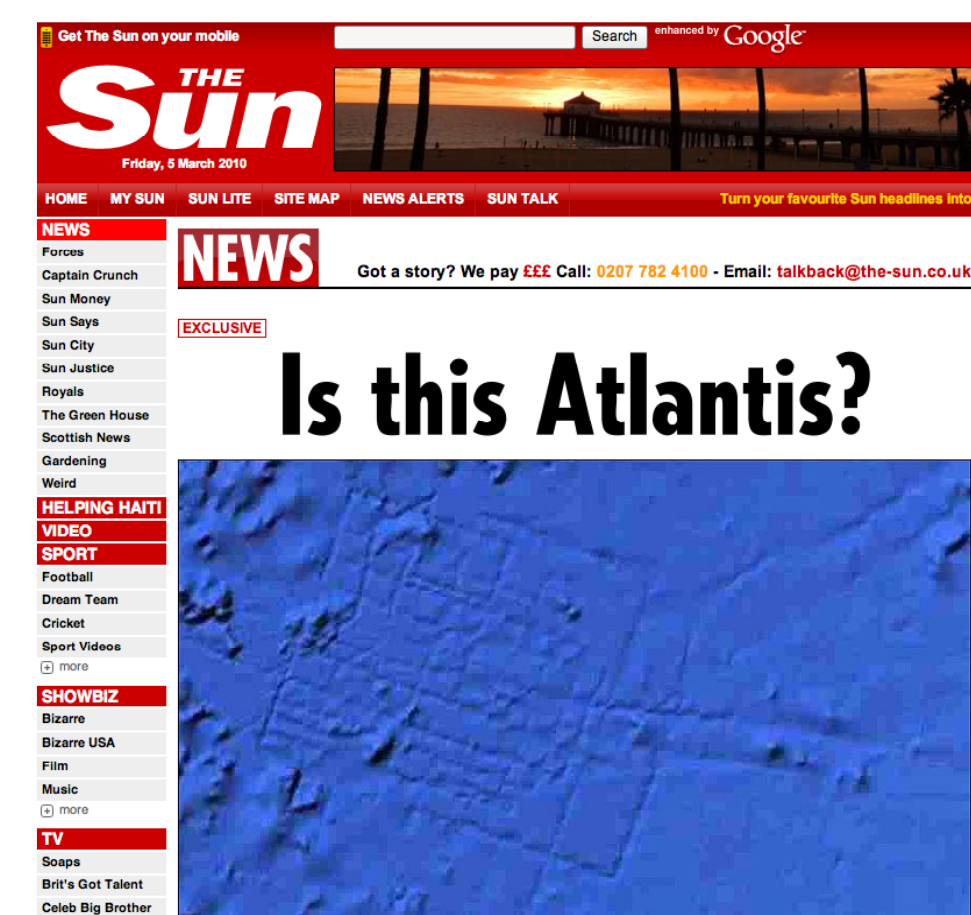 Get The Sun on your mobile
Search
enhanced by Google
THE
Sun
Friday, 5 March 2010
HOME MY SUN SUN LITE SITE MAP NEWS ALERTS SUN TALK
Turn your favourite Sun headlines into
NEWS
Forces
Captain Crunch
Sun Money
Sun Says
Sun City
Sun Justice
Royals
The Green House
Scottish News
Gardening
Weird
HELPING HAITI
VIDEO
SPORT
Football
Dream Team
Cricket
Sport Videos
more
SHOWBIZ
Bizarre
Bizarre USA
Film
Music
more
TV
Soaps
Brit's Got Talent
Celeb Big Brother
NEWS
Got a story? We pay £££ Call: 0207 782 4100 - Email: talkback@the-sun.co.uk
EXCLUSIVE
Is this Atlantis?